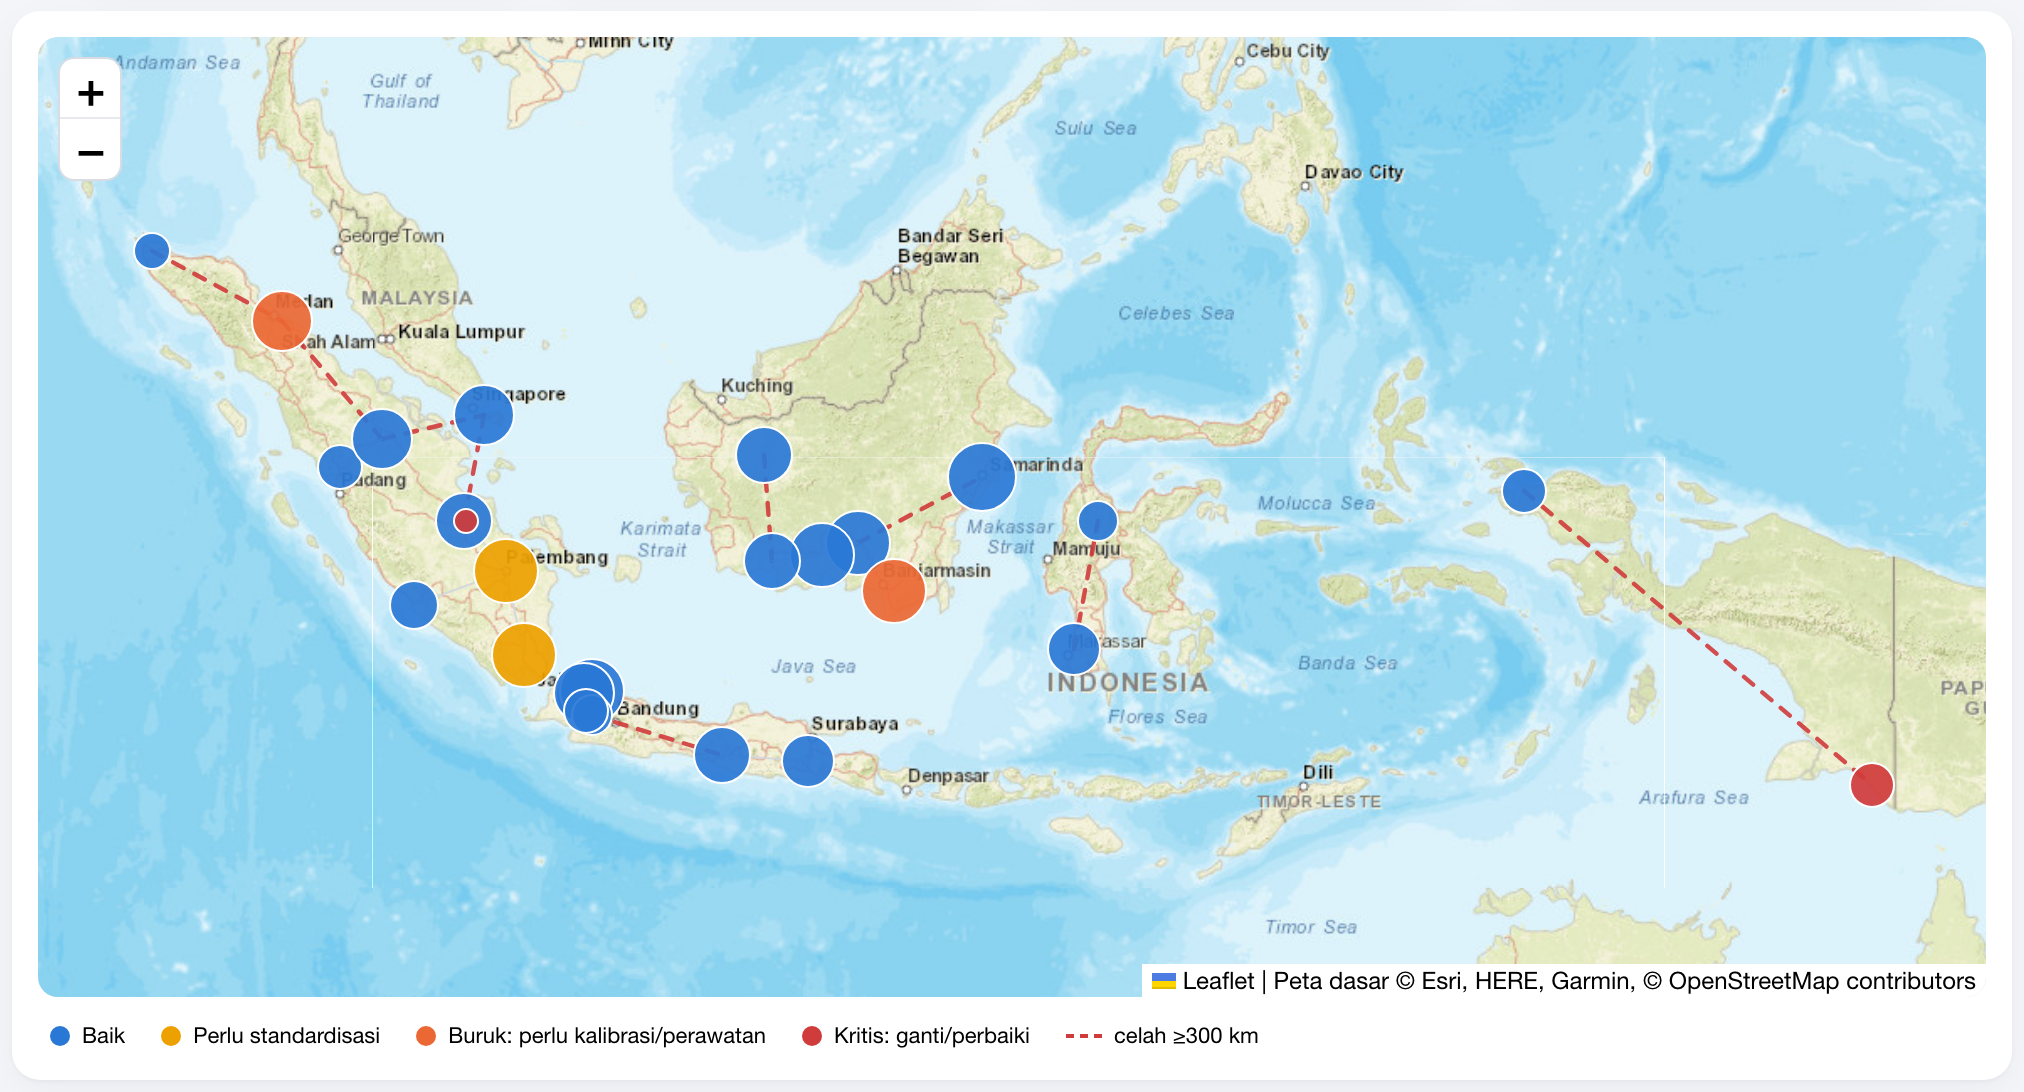 Minh City
Cebu City
Andaman Sea
Gulf of
Thailand
+
−
Sulu Sea
Davao City
George Town
Bandar Seri
Begawan
MALAYSIA
Kuala Lumpur
Celebes Sea
Kuching
Molucca Sea
Karimata
Strait
Makassar
Strait
Mamuju
INDONESIA
Java Sea
Banda Sea
Bandung
Surabaya
Flores Sea
Denpasar
Dili
TIMOR-LESTE
Arafura Sea
Timor Sea
Leaflet | Peta dasar © Esri, HERE, Garmin, © OpenStreetMap contributors
Baik
Perlu standardisasi
Buruk: perlu kalibrasi/perawatan
Kritis: ganti/perbaiki
celah ≥300 km